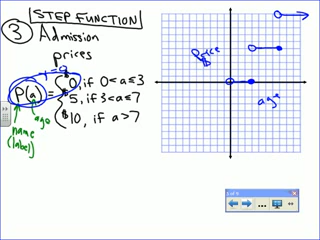 STEP FUNCTION
3 Admission
prices
P(a) = { $0, if 0<a≤3
$5, if 3<a≤7
$10, if a>7
age
name
(label)
Price
age